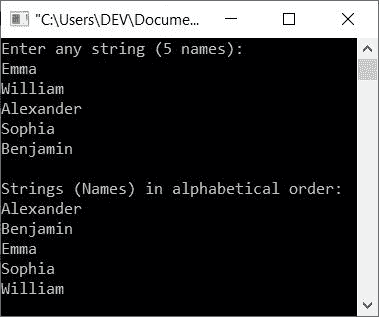 "C:\Users\DEV\Docume...
Enter any string (5 names):
Emma
William
Alexander
Sophia
Benjamin
Strings (Names) in alphabetical order:
Alexander
Benjamin
Emma
Sophia
William